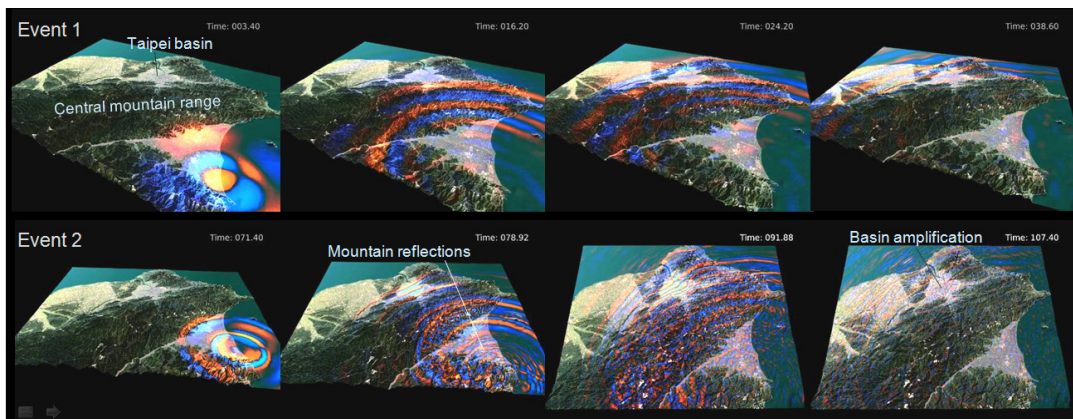 Event 1
Time: 003.40
Time: 016.20
Time: 024.20
Time: 038.60
Taipei basin
Central mountain range
Event 2
Time: 071.40
Time: 078.92
Time: 091.88
Time: 107.40
Mountain reflections
Basin amplification